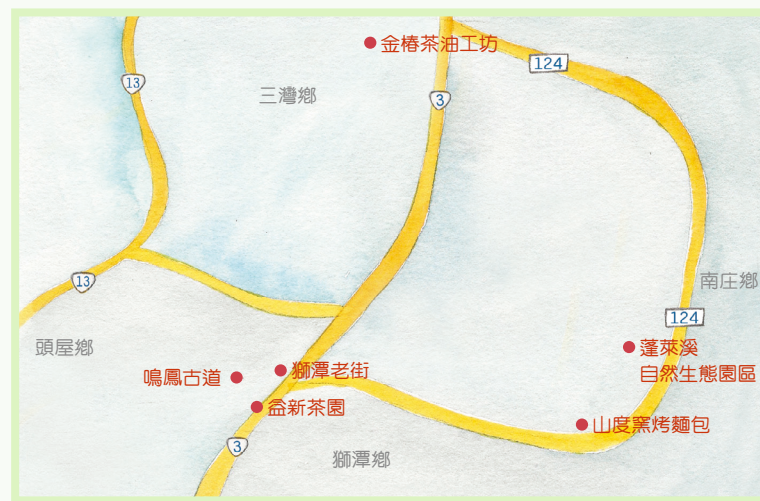 金椿茶油工坊
124
13
三灣鄉
3
13
南庄鄉
124
頭屋鄉
蓬萊溪
自然生態園區
獅潭老街
鳴鳳古道
益新茶園
山度窯烤麵包
3
獅潭鄉